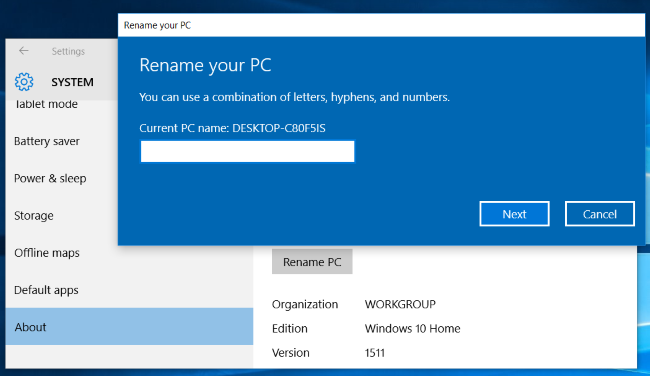 Rename your PC
Settings
SYSTEM
Rename your PC
You can use a combination of letters, hyphens, and numbers.
Current PC name: DESKTOP-C80F5IS
Next
Cancel
Tablet mode
Battery saver
Power & sleep
Storage
Offline maps
Default apps
About
Rename PC
Organization WORKGROUP
Edition Windows 10 Home
Version 1511